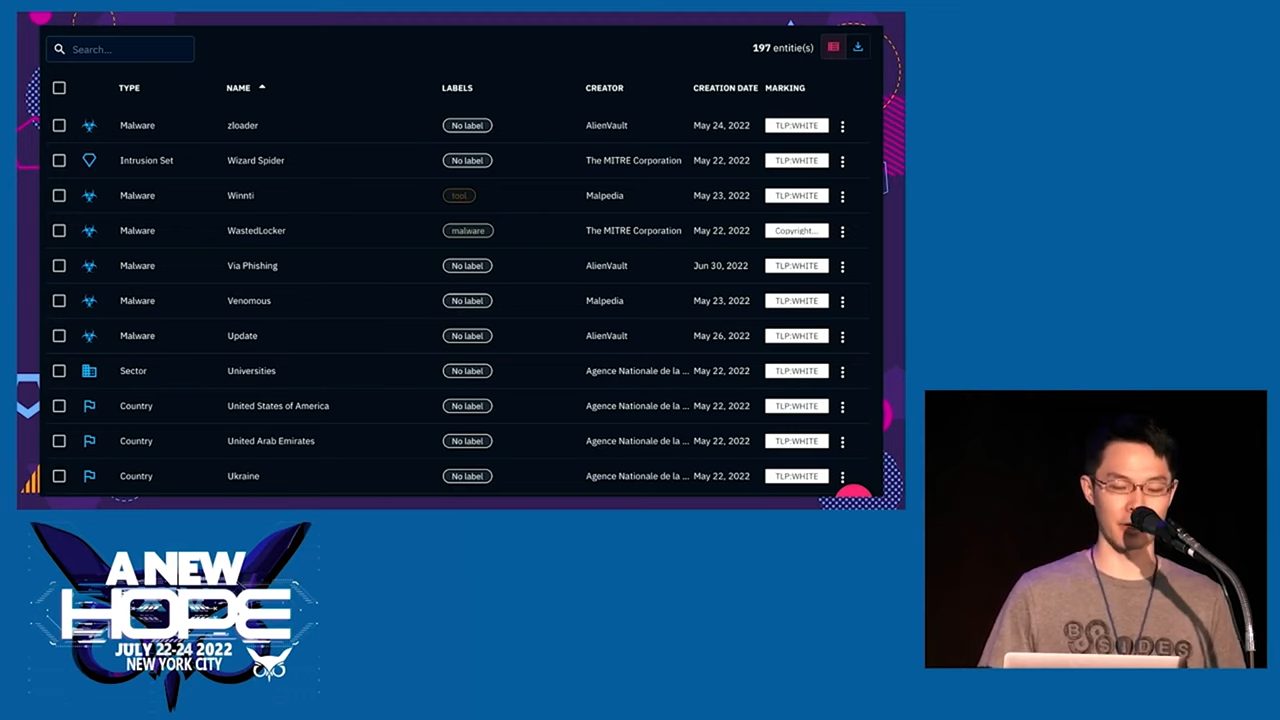 Search...
197 entitie(s)
TYPE NAME LABELS CREATOR CREATION DATE MARKING
Malware zloader No label AlienVault May 24, 2022 TLP:WHITE
Intrusion Set Wizard Spider No label The MITRE Corporation May 22, 2022 TLP:WHITE
Malware Winnti tool Malpedia May 23, 2022 TLP:WHITE
Malware WastedLocker malware The MITRE Corporation May 22, 2022 Copyright...
Malware Via Phishing No label AlienVault Jun 30, 2022 TLP:WHITE
Malware Venomous No label Malpedia May 23, 2022 TLP:WHITE
Malware Update No label AlienVault May 26, 2022 TLP:WHITE
Sector Universities No label Agence Nationale de la ... May 22, 2022 TLP:WHITE
Country United States of America No label Agence Nationale de la ... May 22, 2022 TLP:WHITE
Country United Arab Emirates No label Agence Nationale de la ... May 22, 2022 TLP:WHITE
Country Ukraine No label Agence Nationale de la ... May 22, 2022 TLP:WHITE
A NEW
HOPE
JULY 22-24 2022
NEW YORK CITY
BSIDES